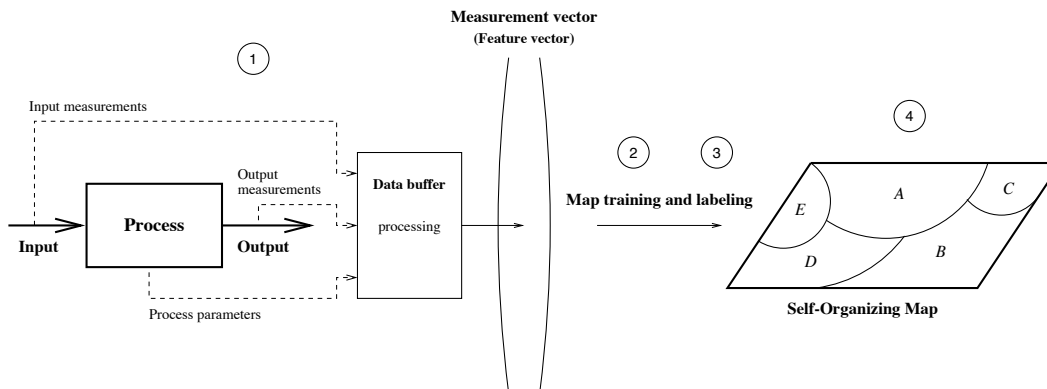 Measurement vector
(Feature vector)
1
Input measurements
4
2
3
Output
measurements
Data buffer
processing
Map training and labeling
A
C
E
Process
Input
Output
B
D
Process parameters
Self-Organizing Map